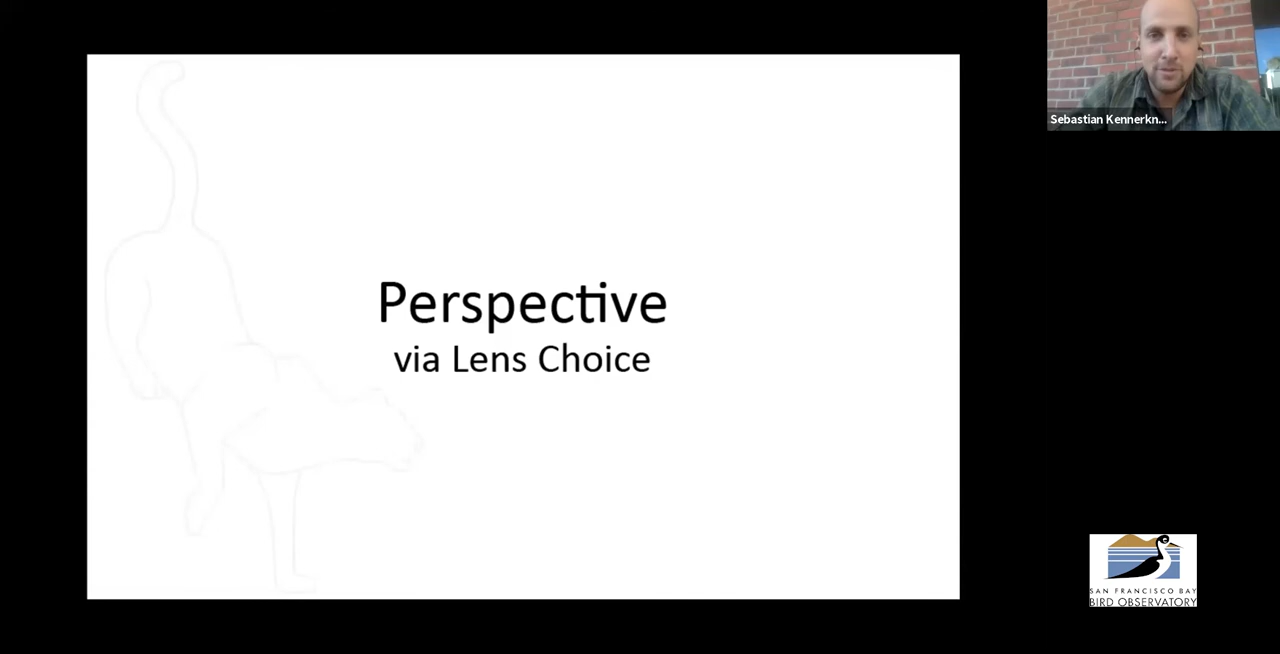 Perspective
via Lens Choice
Sebastian Kennerkn...
SAN FRANCISCO BAY
BIRD OBSERVATORY